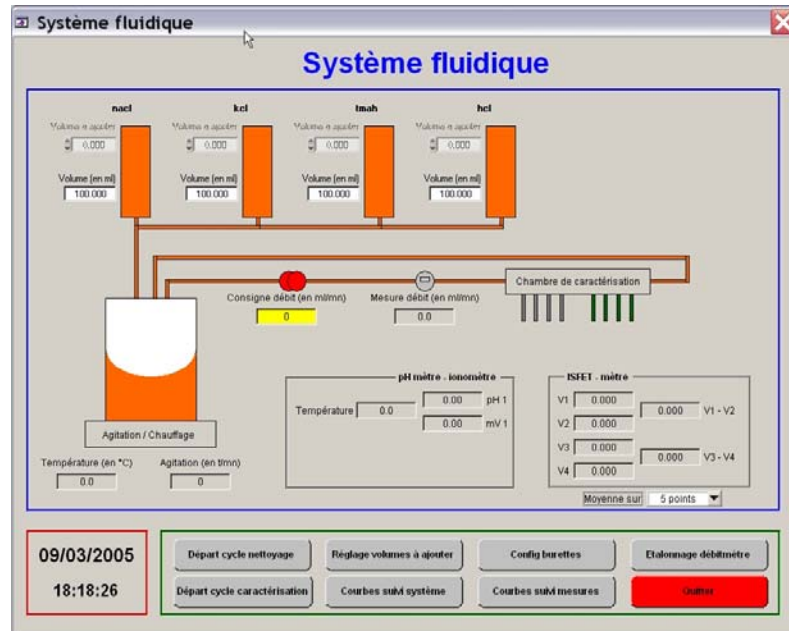 Système fluidique
Système fluidique
nacl kcl tmah hcl
Volume à ajouter Volume à ajouter Volume à ajouter Volume à ajouter
0.000 0.000 0.000 0.000
Volume (en ml) Volume (en ml) Volume (en ml) Volume (en ml)
100.000 100.000 100.000 100.000
Chambre de caractérisation
Consigne débit (en ml/mn) Mesure débit (en ml/mn)
0 0.0
pH mètre - ionomètre
Température 0.0
0.00 pH 1
0.00 mV 1
ISFET - mètre
V1 0.000
V2 0.000
0.000 V1 - V2
V3 0.000
V4 0.000
0.000 V3 - V4
Moyenne sur 5 points
Agitation / Chauffage
Température (en °C) Agitation (en t/mn)
0.0 0
09/03/2005
18:18:26
Départ cycle nettoyage Réglage volumes à ajouter Config burettes Etalonnage débitmètre
Départ cycle caractérisation Courbes suivi système Courbes suivi mesures Quitter